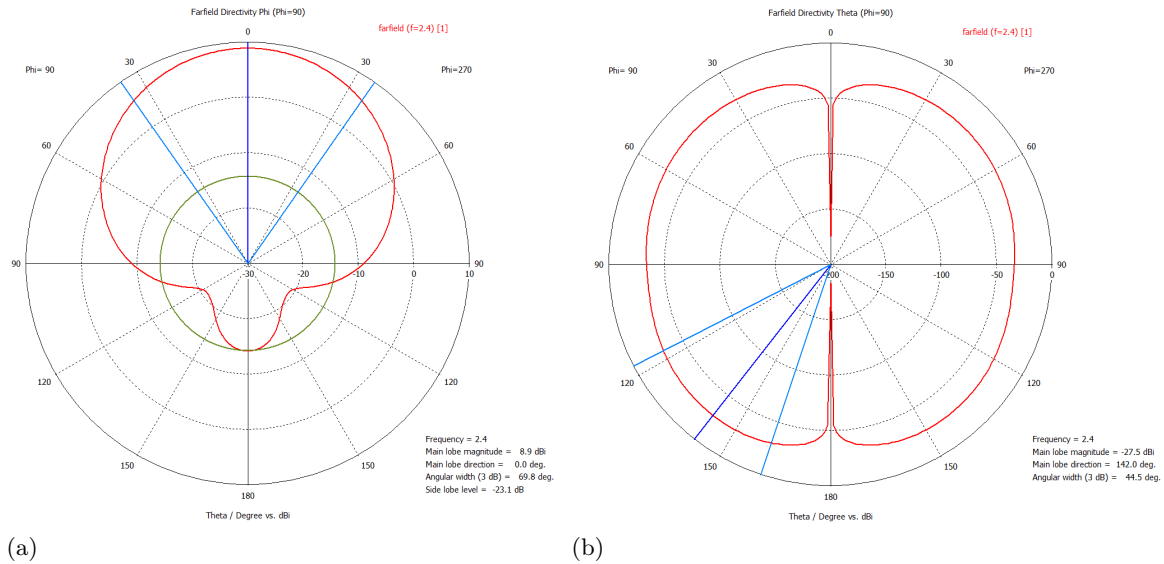 Farfield Directivity Phi (Phi=90)
farfield (f=2.4) [1]
0
30
30
Phi= 90
Phi=270
60
60
90
-30
-20
-10
0
10
90
120
120
150
150
180
Frequency = 2.4
Main lobe magnitude = 8.9 dBi
Main lobe direction = 0.0 deg.
Angular width (3 dB) = 69.8 deg.
Side lobe level = -23.1 dB
Theta / Degree vs. dBi
(a)
Farfield Directivity Theta (Phi=90)
farfield (f=2.4) [1]
0
30
30
Phi= 90
Phi=270
60
60
90
-200
-150
-100
-50
0
90
120
120
150
150
180
Frequency = 2.4
Main lobe magnitude = -27.5 dBi
Main lobe direction = 142.0 deg.
Angular width (3 dB) = 44.5 deg.
Theta / Degree vs. dBi
(b)